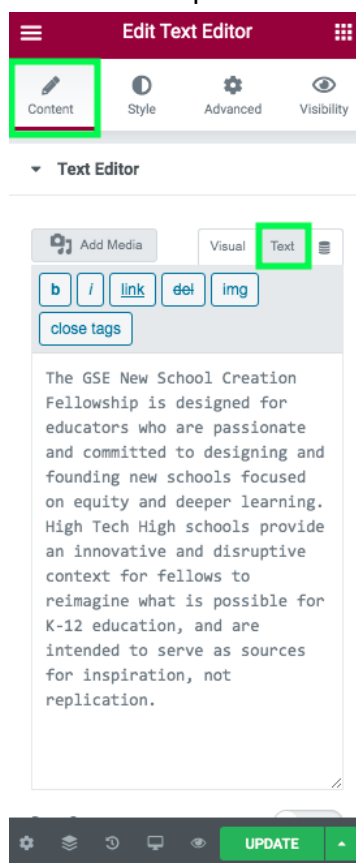 Edit Text Editor
Content Style Advanced Visibility
Text Editor
Add Media Visual Text
b i link del img
close tags
The GSE New School Creation
Fellowship is designed for
educators who are passionate
and committed to designing and
founding new schools focused
on equity and deeper learning.
High Tech High schools provide
an innovative and disruptive
context for fellows to
reimagine what is possible for
K-12 education, and are
intended to serve as sources
for inspiration, not
replication.
UPDATE